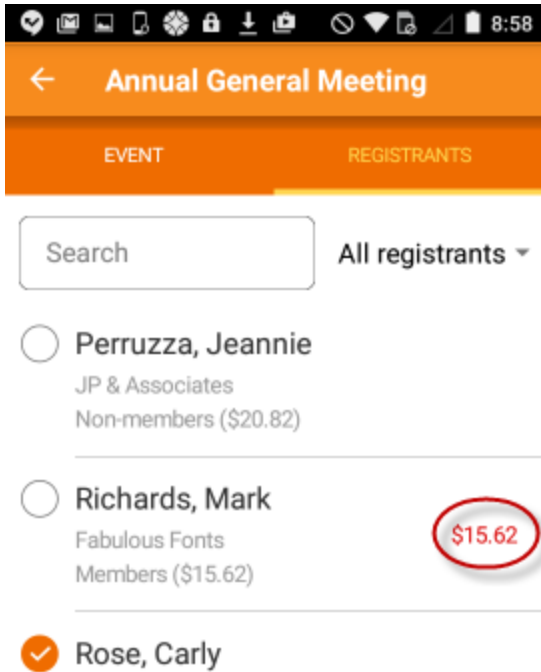 8:58
Annual General Meeting
EVENT REGISTRANTS
Search All registrants
Perruzza, Jeannie
JP & Associates
Non-members ($20.82)
Richards, Mark
Fabulous Fonts $15.62
Members ($15.62)
Rose, Carly